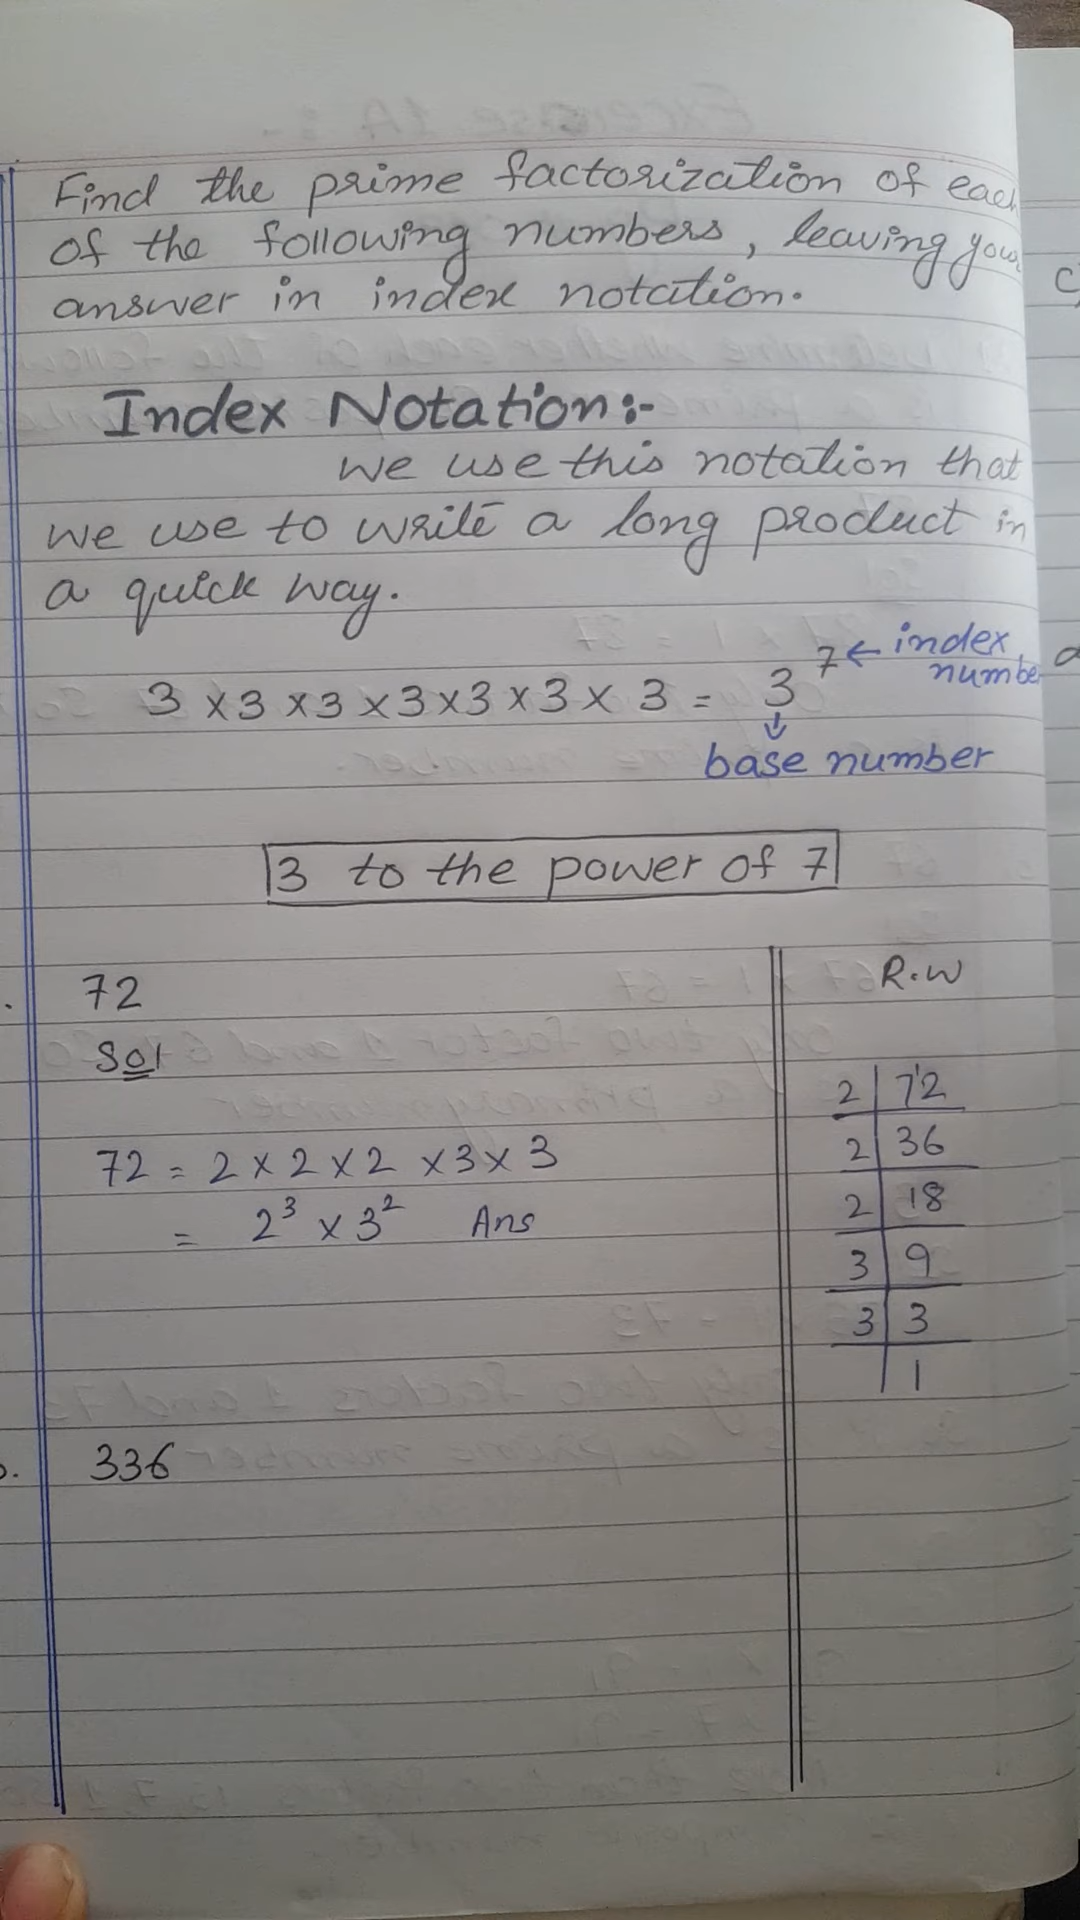 Find the prime factorization of each
of the following numbers, leaving your
answer in index notation.
Index Notation:-
We use this notation that
we use to write a long product in
a quick way.
3 × 3 × 3 × 3 × 3 × 3 × 3 = 3⁷ ← index number
↓
base number
3 to the power of 7
72
Sol
72 = 2 × 2 × 2 × 3 × 3
= 2³ × 3² Ans
R.W
2 | 72
2 | 36
2 | 18
3 | 9
3 | 3
| 1
336